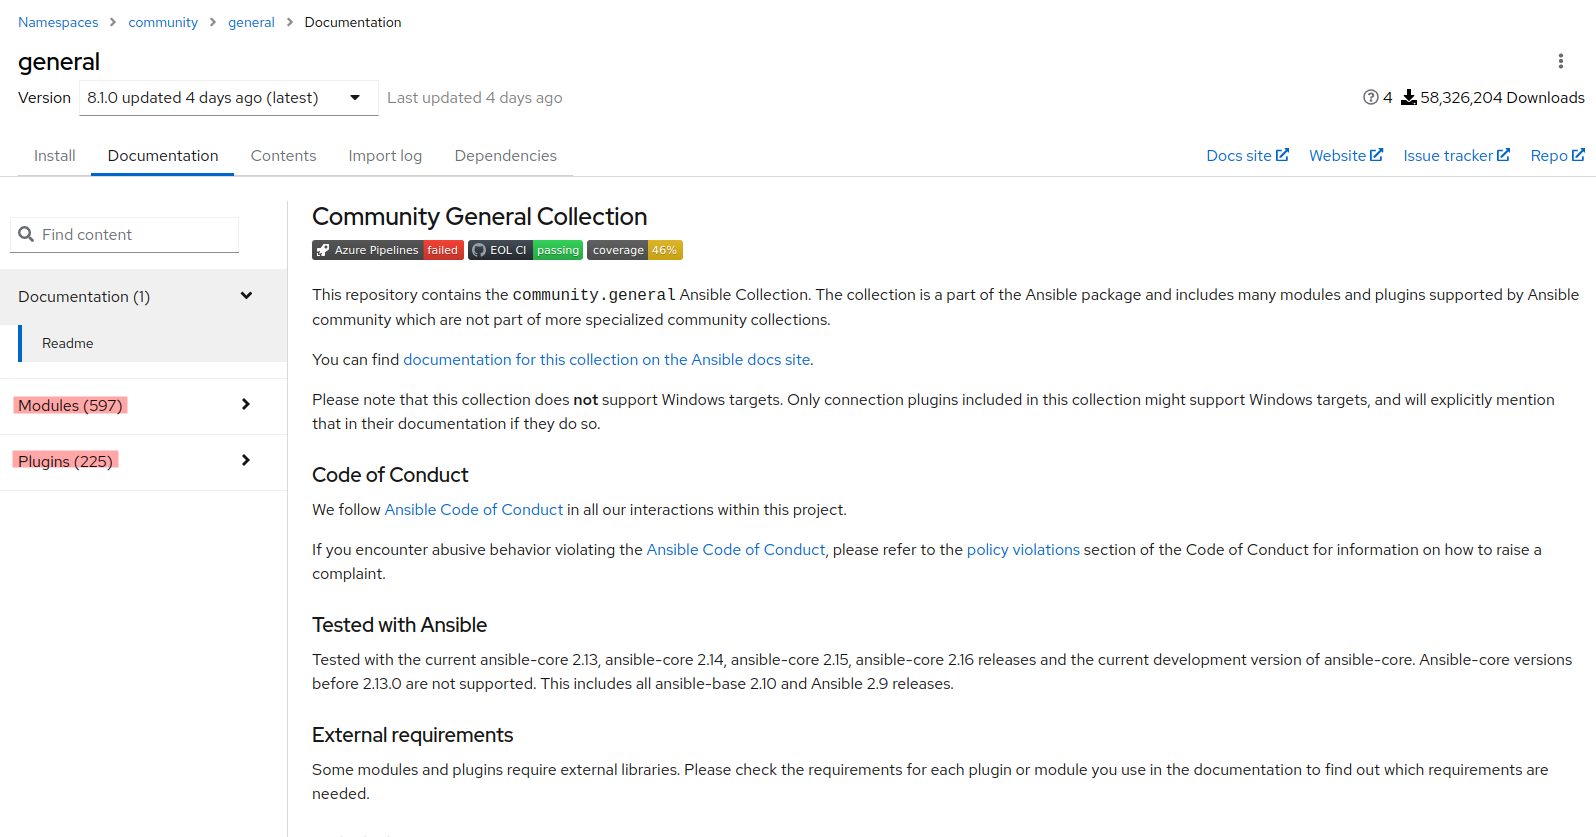 Namespaces > community > general > Documentation
general
Version 8.1.0 updated 4 days ago (latest) Last updated 4 days ago 4 58,326,204 Downloads
Install Documentation Contents Import log Dependencies Docs site Website Issue tracker Repo
Find content
Documentation (1)
Readme
Modules (597)
Plugins (225)
Community General Collection
Azure Pipelines failed EOL CI passing coverage 46%
This repository contains the community.general Ansible Collection. The collection is a part of the Ansible package and includes many modules and plugins supported by Ansible
community which are not part of more specialized community collections.
You can find documentation for this collection on the Ansible docs site.
Please note that this collection does not support Windows targets. Only connection plugins included in this collection might support Windows targets, and will explicitly mention
that in their documentation if they do so.
Code of Conduct
We follow Ansible Code of Conduct in all our interactions within this project.
If you encounter abusive behavior violating the Ansible Code of Conduct, please refer to the policy violations section of the Code of Conduct for information on how to raise a
complaint.
Tested with Ansible
Tested with the current ansible-core 2.13, ansible-core 2.14, ansible-core 2.15, ansible-core 2.16 releases and the current development version of ansible-core. Ansible-core versions
before 2.13.0 are not supported. This includes all ansible-base 2.10 and Ansible 2.9 releases.
External requirements
Some modules and plugins require external libraries. Please check the requirements for each plugin or module you use in the documentation to find out which requirements are
needed.